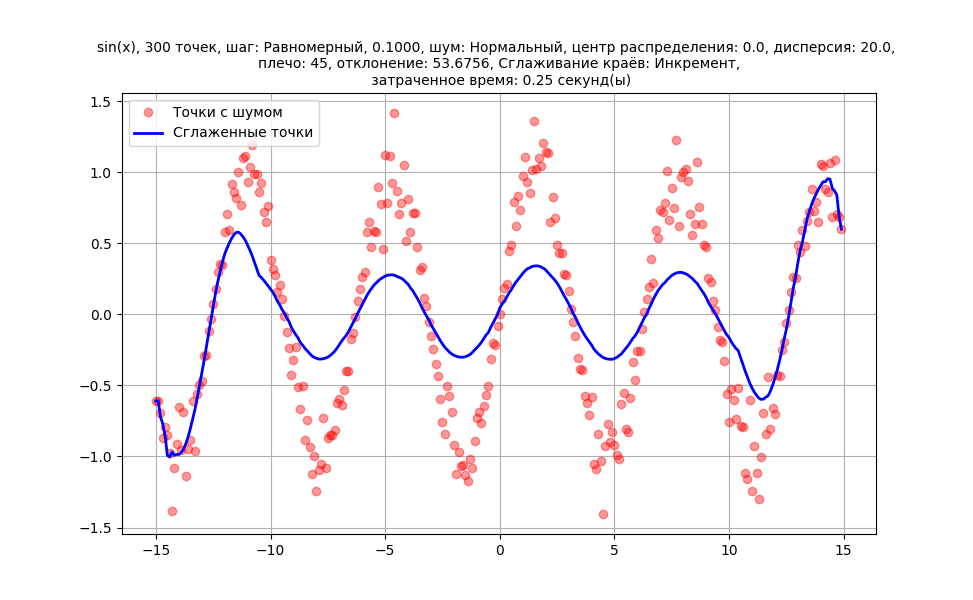 sin(x), 300 точек, шаг: Равномерный, 0.1000, шум: Нормальный, центр распределения: 0.0, дисперсия: 20.0,
плечо: 45, отклонение: 53.6756, Сглаживание краёв: Инкремент,
затраченное время: 0.25 секунд(ы)
Точки с шумом
Сглаженные точки
1.5
1.0
0.5
0.0
−0.5
−1.0
−1.5
−15 −10 −5 0 5 10 15